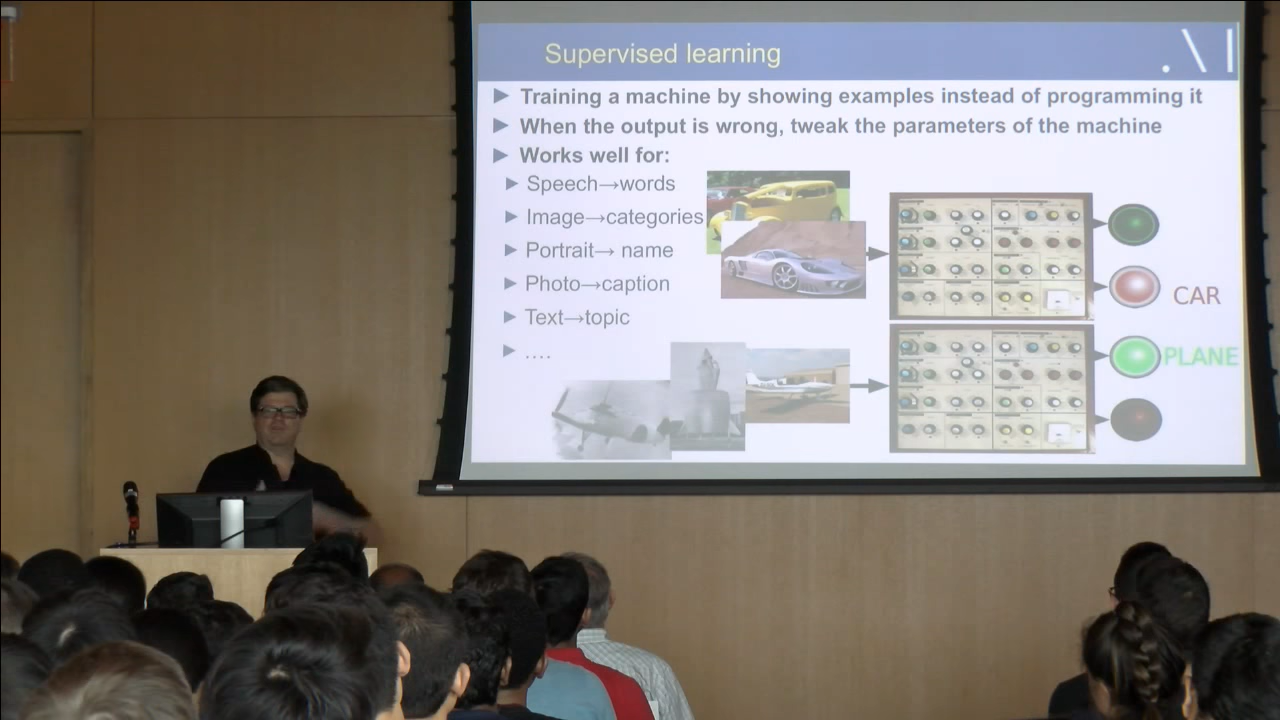 Supervised learning
Training a machine by showing examples instead of programming it
When the output is wrong, tweak the parameters of the machine
Works well for:
Speech→words
Image→categories
Portrait→ name
Photo→caption
Text→topic
....
CAR
PLANE